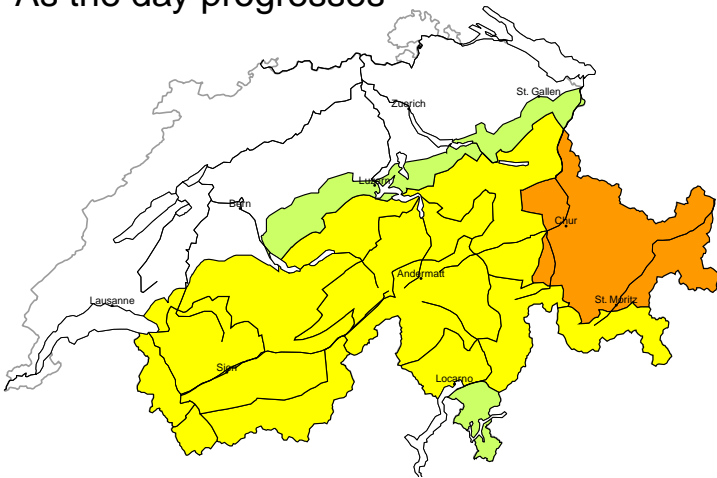 As the day progresses
St. Gallen
Zuerich
Luzern
Bern
Chur
Andermatt
Lausanne
St. Moritz
Sion
Locarno